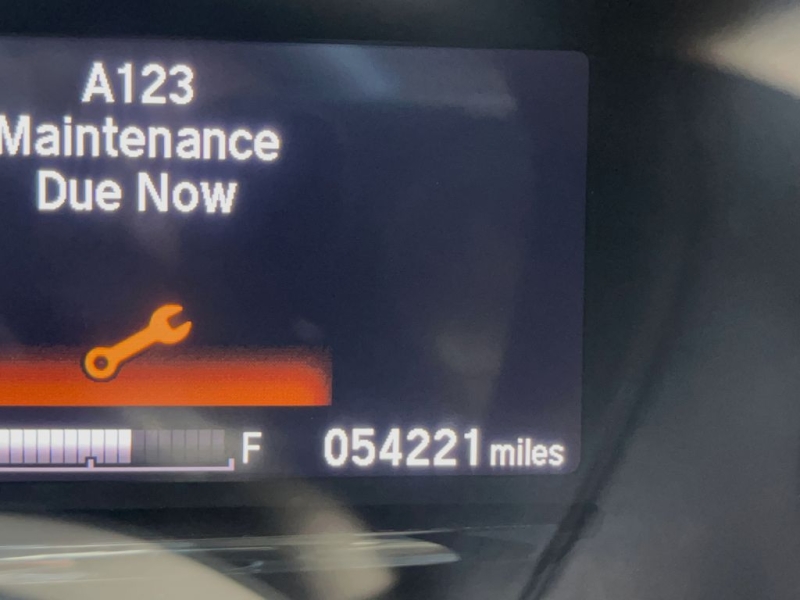 A123
Maintenance
Due Now
F
054221 miles